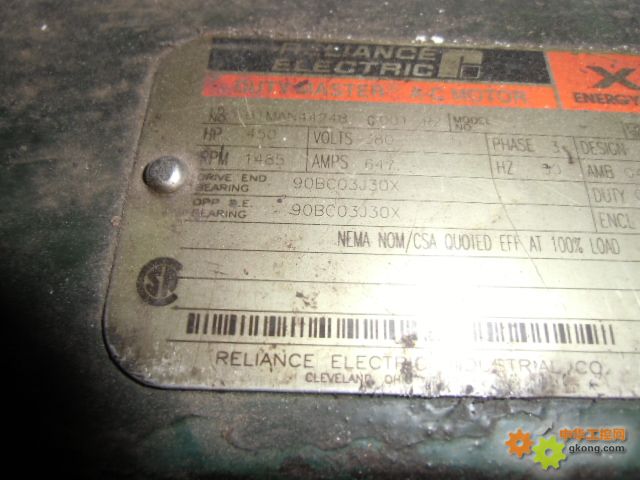 RELIANCE
ELECTRIC
DUTY MASTER A-C MOTOR
X
ENERGY
MODEL
NO.
HP 450 VOLTS PHASE 3 DESIGN
RPM 1485 AMPS 647 HZ AMB
DRIVE END
BEARING 90BC03J30X
DUTY
OPP D.E.
BEARING 90BC03J30X
ENCL
NEMA NOM/CSA QUOTED EFF AT 100% LOAD
RELIANCE ELECTRIC INDUSTRIAL CO.
CLEVELAND,
中华工控网
gkong.com